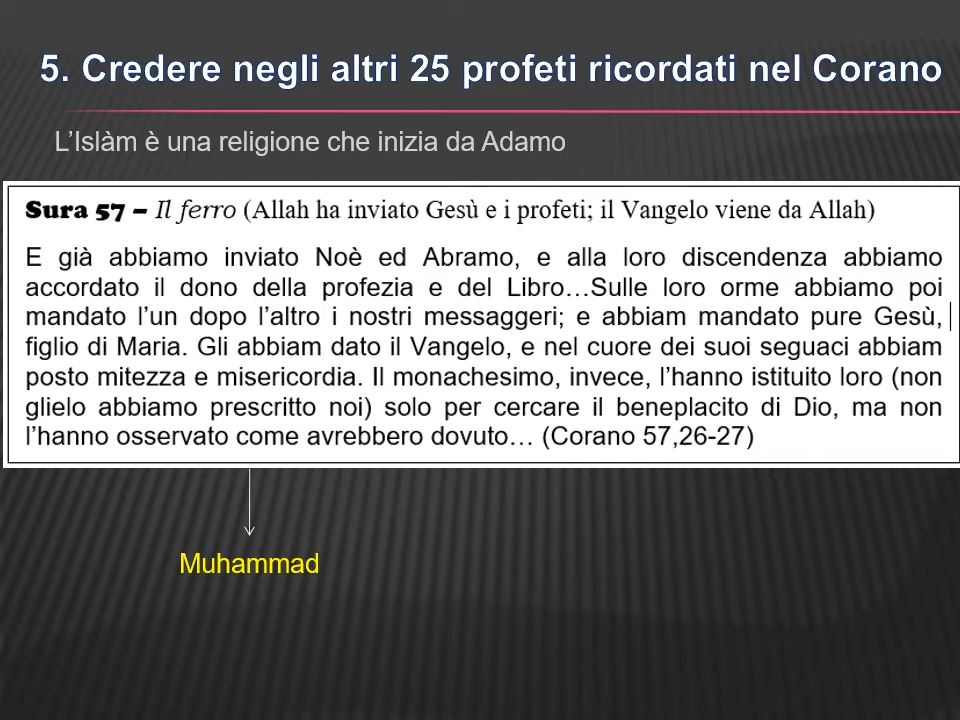 5. Credere negli altri 25 profeti ricordati nel Corano
L’Islàm è una religione che inizia da Adamo
Sura 57 – Il ferro (Allah ha inviato Gesù e i profeti; il Vangelo viene da Allah)
E già abbiamo inviato Noè ed Abramo, e alla loro discendenza abbiamo
accordato il dono della profezia e del Libro…Sulle loro orme abbiamo poi
mandato l’un dopo l’altro i nostri messaggeri; e abbiam mandato pure Gesù,
figlio di Maria. Gli abbiam dato il Vangelo, e nel cuore dei suoi seguaci abbiam
posto mitezza e misericordia. Il monachesimo, invece, l’hanno istituito loro (non
glielo abbiamo prescritto noi) solo per cercare il beneplacito di Dio, ma non
l’hanno osservato come avrebbero dovuto… (Corano 57,26-27)
Muhammad